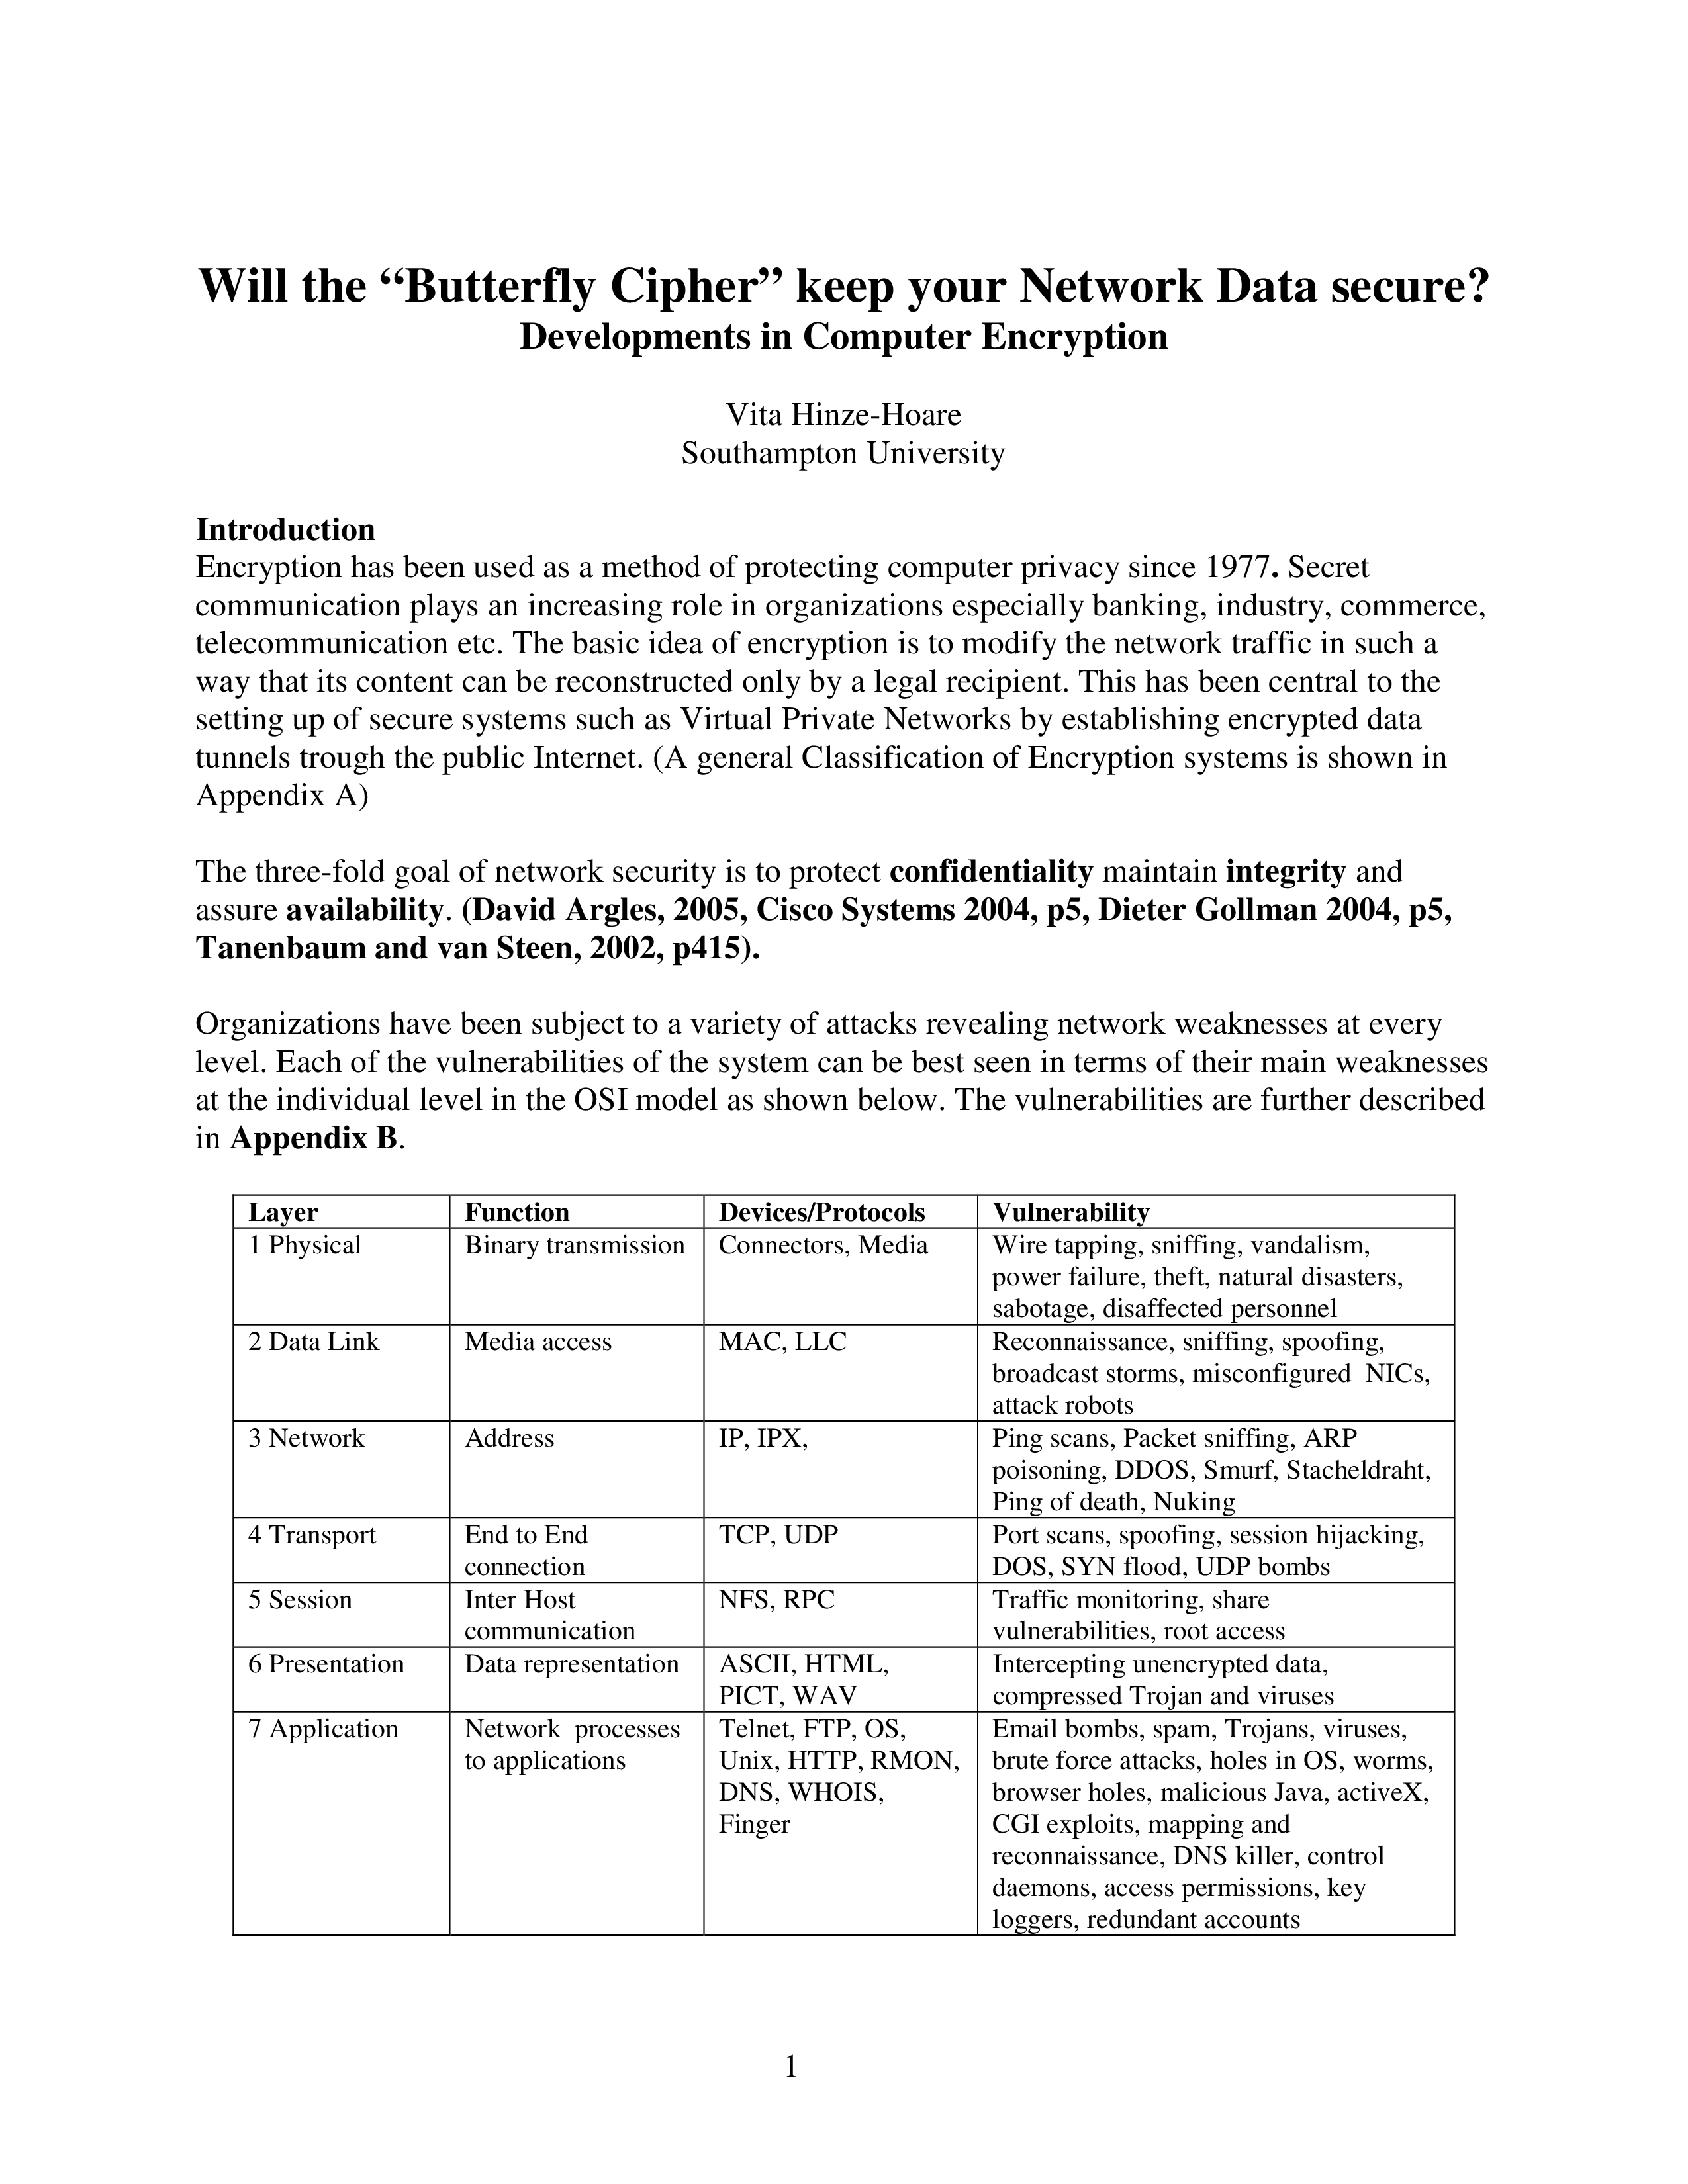 Will the “Butterfly Cipher” keep your Network Data secure?
Developments in Computer Encryption
Vita Hinze-Hoare
Southampton University
Introduction
Encryption has been used as a method of protecting computer privacy since 1977. Secret
communication plays an increasing role in organizations especially banking, industry, commerce,
telecommunication etc. The basic idea of encryption is to modify the network traffic in such a
way that its content can be reconstructed only by a legal recipient. This has been central to the
setting up of secure systems such as Virtual Private Networks by establishing encrypted data
tunnels trough the public Internet. (A general Classification of Encryption systems is shown in
Appendix A)
The three-fold goal of network security is to protect confidentiality maintain integrity and
assure availability. (David Argles, 2005, Cisco Systems 2004, p5, Dieter Gollman 2004, p5,
Tanenbaum and van Steen, 2002, p415).
Organizations have been subject to a variety of attacks revealing network weaknesses at every
level. Each of the vulnerabilities of the system can be best seen in terms of their main weaknesses
at the individual level in the OSI model as shown below. The vulnerabilities are further described
in Appendix B.
Layer Function Devices/Protocols Vulnerability
1 Physical Binary transmission Connectors, Media Wire tapping, sniffing, vandalism,
power failure, theft, natural disasters,
sabotage, disaffected personnel
2 Data Link Media access MAC, LLC Reconnaissance, sniffing, spoofing,
broadcast storms, misconfigured NICs,
attack robots
3 Network Address IP, IPX, Ping scans, Packet sniffing, ARP
poisoning, DDOS, Smurf, Stacheldraht,
Ping of death, Nuking
4 Transport End to End TCP, UDP Port scans, spoofing, session hijacking,
connection DOS, SYN flood, UDP bombs
5 Session Inter Host NFS, RPC Traffic monitoring, share
communication vulnerabilities, root access
6 Presentation Data representation ASCII, HTML, Intercepting unencrypted data,
PICT, WAV compressed Trojan and viruses
7 Application Network processes Telnet, FTP, OS, Email bombs, spam, Trojans, viruses,
to applications Unix, HTTP, RMON, brute force attacks, holes in OS, worms,
DNS, WHOIS, browser holes, malicious Java, activeX,
Finger CGI exploits, mapping and
reconnaissance, DNS killer, control
daemons, access permissions, key
loggers, redundant accounts
1